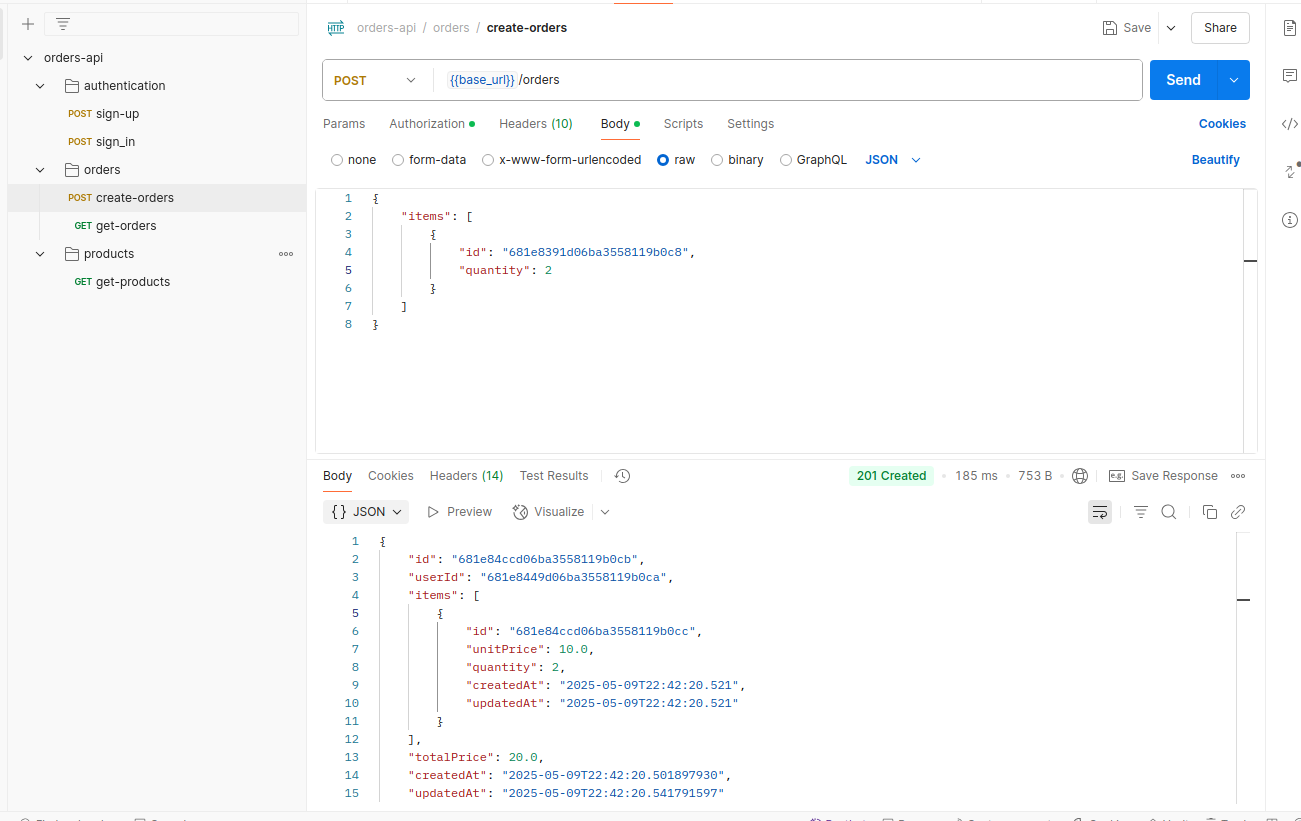 orders-api / orders / create-orders
Save
Share
orders-api
authentication
POST sign-up
POST sign_in
orders
POST create-orders
GET get-orders
products
GET get-products
POST
{{base_url}} /orders
Send
Params Authorization Headers (10) Body Scripts Settings Cookies
none form-data x-www-form-urlencoded raw binary GraphQL JSON Beautify
1 {
2 "items": [
3 {
4 "id": "681e8391d06ba3558119b0c8",
5 "quantity": 2
6 }
7 ]
8 }
Body Cookies Headers (14) Test Results 201 Created 185 ms 753 B e.g. Save Response
{} JSON Preview Visualize
1 {
2 "id": "681e84ccd06ba3558119b0cb",
3 "userId": "681e8449d06ba3558119b0ca",
4 "items": [
5 {
6 "id": "681e84ccd06ba3558119b0cc",
7 "unitPrice": 10.0,
8 "quantity": 2,
9 "createdAt": "2025-05-09T22:42:20.521",
10 "updatedAt": "2025-05-09T22:42:20.521"
11 }
12 ],
13 "totalPrice": 20.0,
14 "createdAt": "2025-05-09T22:42:20.501897930",
15 "updatedAt": "2025-05-09T22:42:20.541791597"